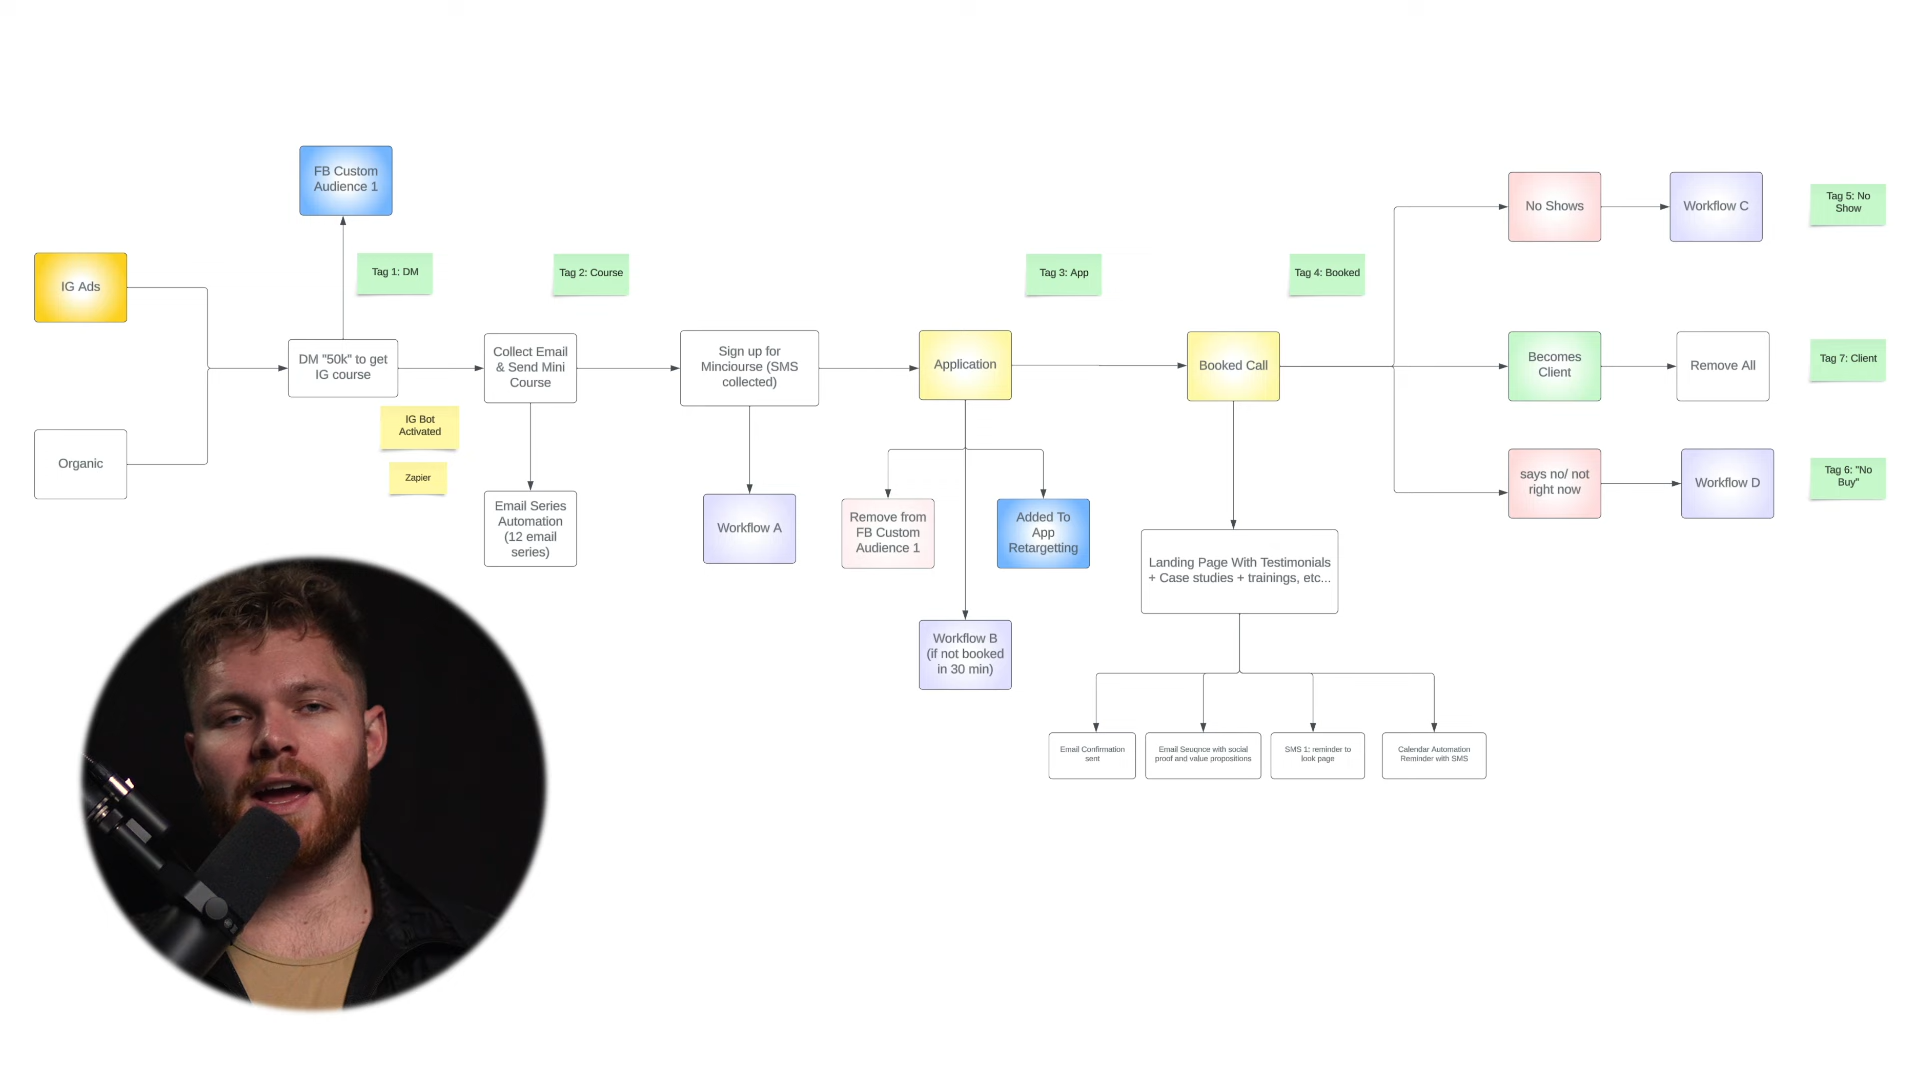 FB Custom
Audience 1
IG Ads
Organic
DM "50k" to get
IG course
Tag 1: DM
IG Bot
Activated
Zapier
Collect Email
& Send Mini
Course
Tag 2: Course
Email Series
Automation
(12 email
series)
Sign up for
Minciourse (SMS
collected)
Workflow A
Application
Tag 3: App
Remove from
FB Custom
Audience 1
Added To
App
Retargetting
Workflow B
(if not booked
in 30 min)
Booked Call
Tag 4: Booked
Landing Page With Testimonials
+ Case studies + trainings, etc...
Email Confirmation
sent
Email Seuqnce with social
proof and value propositions
SMS 1: reminder to
look page
Calendar Automation
Reminder with SMS
No Shows
Workflow C
Tag 5: No
Show
Becomes
Client
Remove All
Tag 7: Client
says no/ not
right now
Workflow D
Tag 6: "No
Buy"